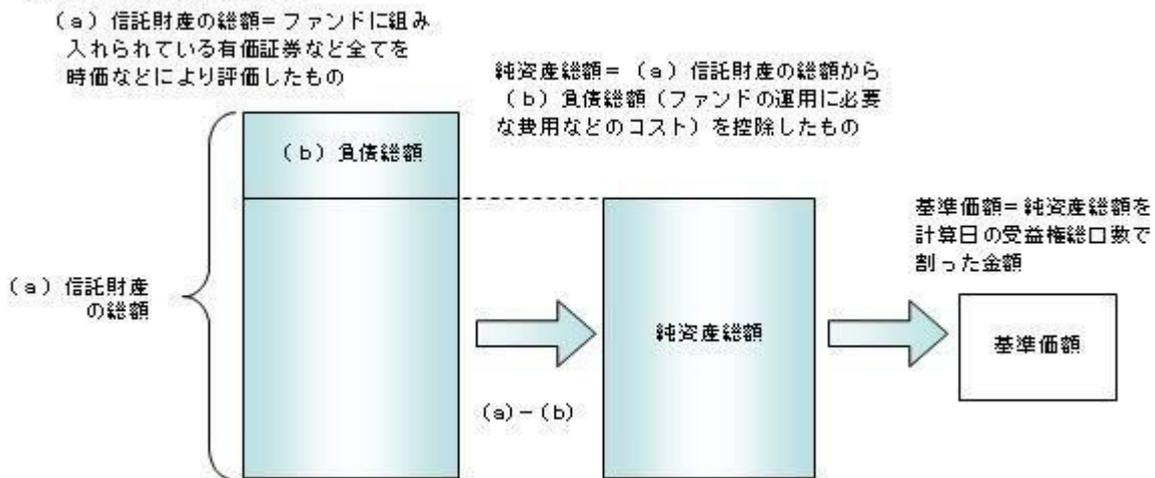 （a）信託財産の総額=ファンドに組み
入れられている有価証券など全てを
時価などにより評価したもの
純資産総額=（a）信託財産の総額から
（b）負債総額（ファンドの運用に必要
な費用などのコスト）を控除したもの
（b）負債総額
基準価額=純資産総額を
計算日の受益権総口数で
割った金額
（a）信託財産
の総額
純資産総額
基準価額
(a)－(b)